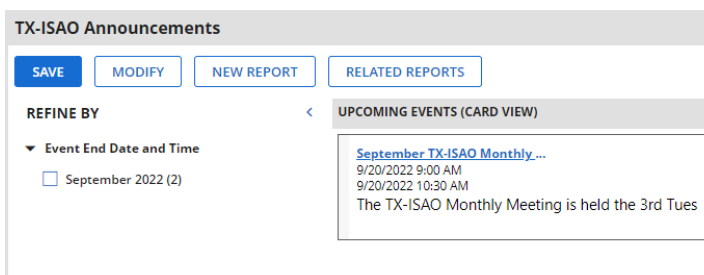 TX-ISAO Announcements
SAVE MODIFY NEW REPORT RELATED REPORTS
REFINE BY
Event End Date and Time
September 2022 (2)
UPCOMING EVENTS (CARD VIEW)
September TX-ISAO Monthly ...
9/20/2022 9:00 AM
9/20/2022 10:30 AM
The TX-ISAO Monthly Meeting is held the 3rd Tues